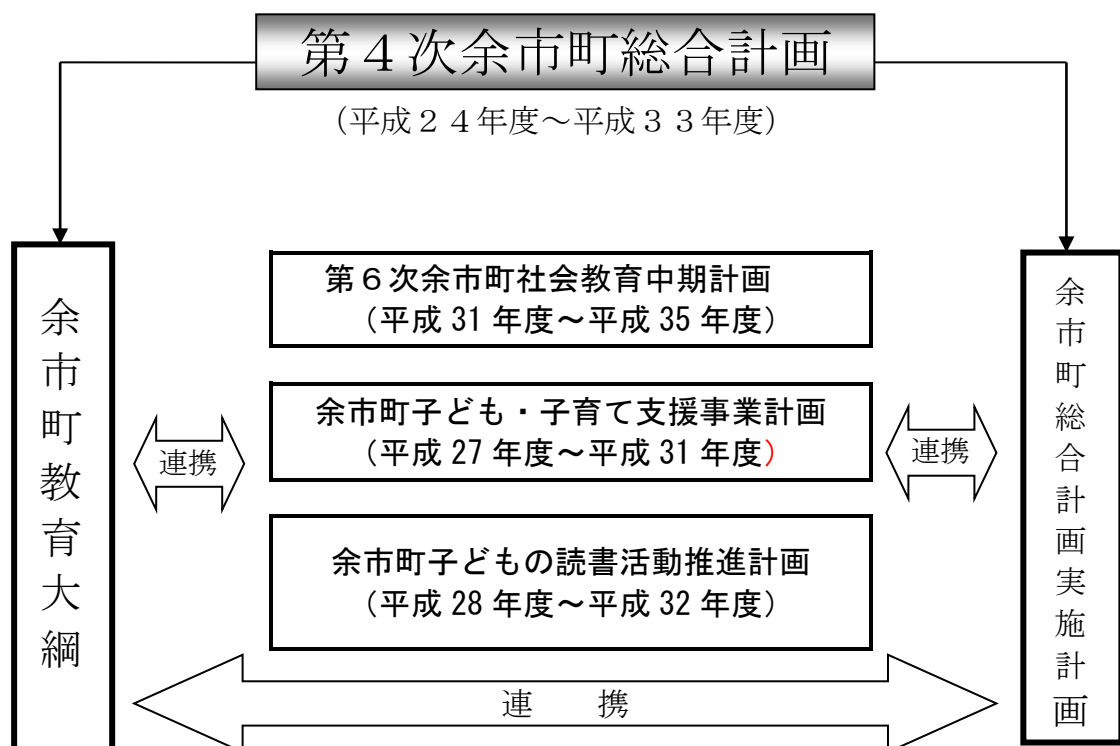 第４次余市町総合計画
（平成２４年度～平成３３年度）
余市町教育大綱
第６次余市町社会教育中期計画
（平成 31 年度～平成 35 年度）
余市町子ども・子育て支援事業計画
（平成 27 年度～平成 31 年度）
連携
連携
余市町子どもの読書活動推進計画
（平成 28 年度～平成 32 年度）
連　携
余市町総合計画実施計画